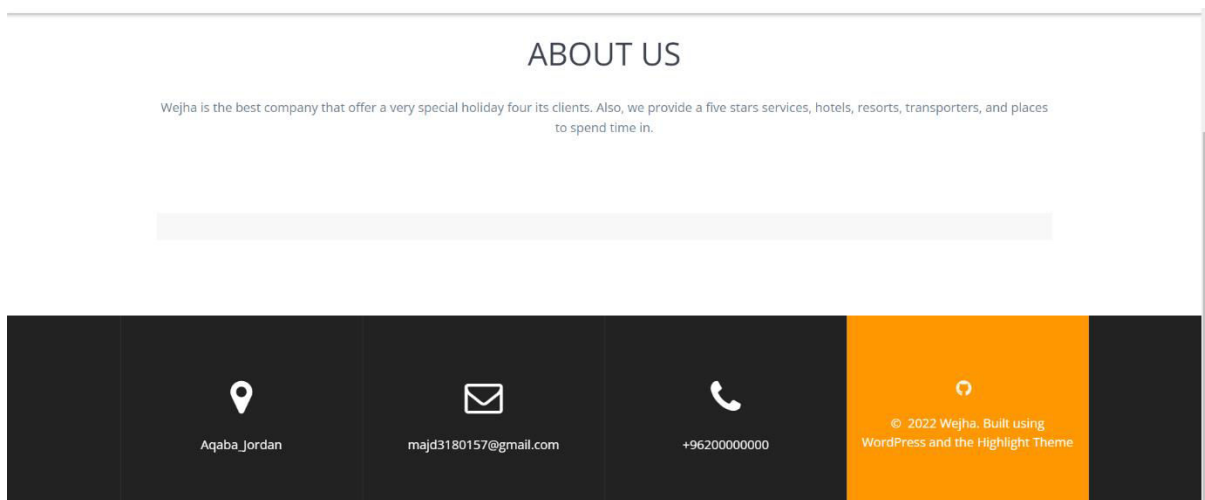 ABOUT US
Wejha is the best company that offer a very special holiday four its clients. Also, we provide a five stars services, hotels, resorts, transporters, and places
to spend time in.
Aqaba_Jordan
majd3180157@gmail.com
+96200000000
© 2022 Wejha. Built using
WordPress and the Highlight Theme